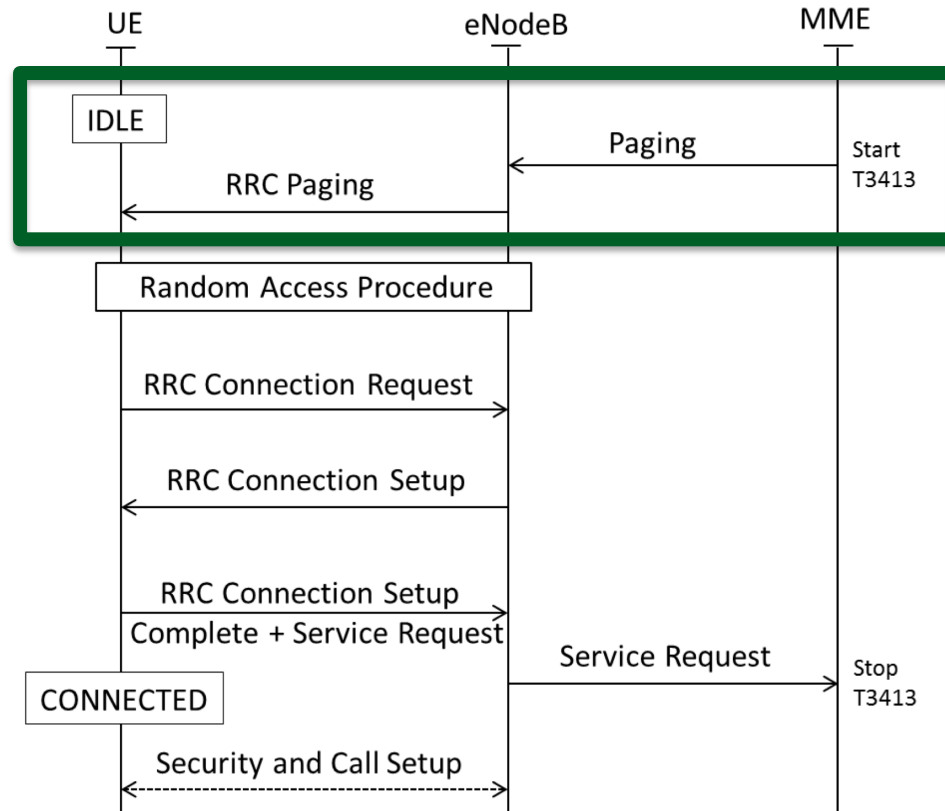 UE
eNodeB
MME
IDLE
Paging
Start
T3413
RRC Paging
Random Access Procedure
RRC Connection Request
RRC Connection Setup
RRC Connection Setup
Complete + Service Request
Service Request
Stop
T3413
CONNECTED
Security and Call Setup